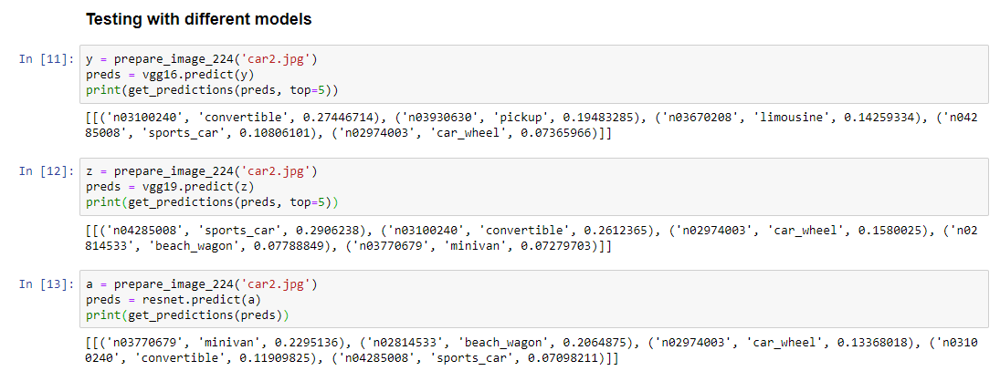 Testing with different models
In [11]: y = prepare_image_224('car2.jpg')
preds = vgg16.predict(y)
print(get_predictions(preds, top=5))
[[('n03100240', 'convertible', 0.27446714), ('n03930630', 'pickup', 0.19483285), ('n03670208', 'limousine', 0.14259334), ('n04
285008', 'sports_car', 0.10806101), ('n02974003', 'car_wheel', 0.07365966)]]
In [12]: z = prepare_image_224('car2.jpg')
preds = vgg19.predict(z)
print(get_predictions(preds, top=5))
[[('n04285008', 'sports_car', 0.2906238), ('n03100240', 'convertible', 0.2612365), ('n02974003', 'car_wheel', 0.1580025), ('n02
814533', 'beach_wagon', 0.07788849), ('n03770679', 'minivan', 0.07279703)]]
In [13]: a = prepare_image_224('car2.jpg')
preds = resnet.predict(a)
print(get_predictions(preds))
[[('n03770679', 'minivan', 0.2295136), ('n02814533', 'beach_wagon', 0.2064875), ('n02974003', 'car_wheel', 0.13368018), ('n0310
0240', 'convertible', 0.11909825), ('n04285008', 'sports_car', 0.07098211)]]